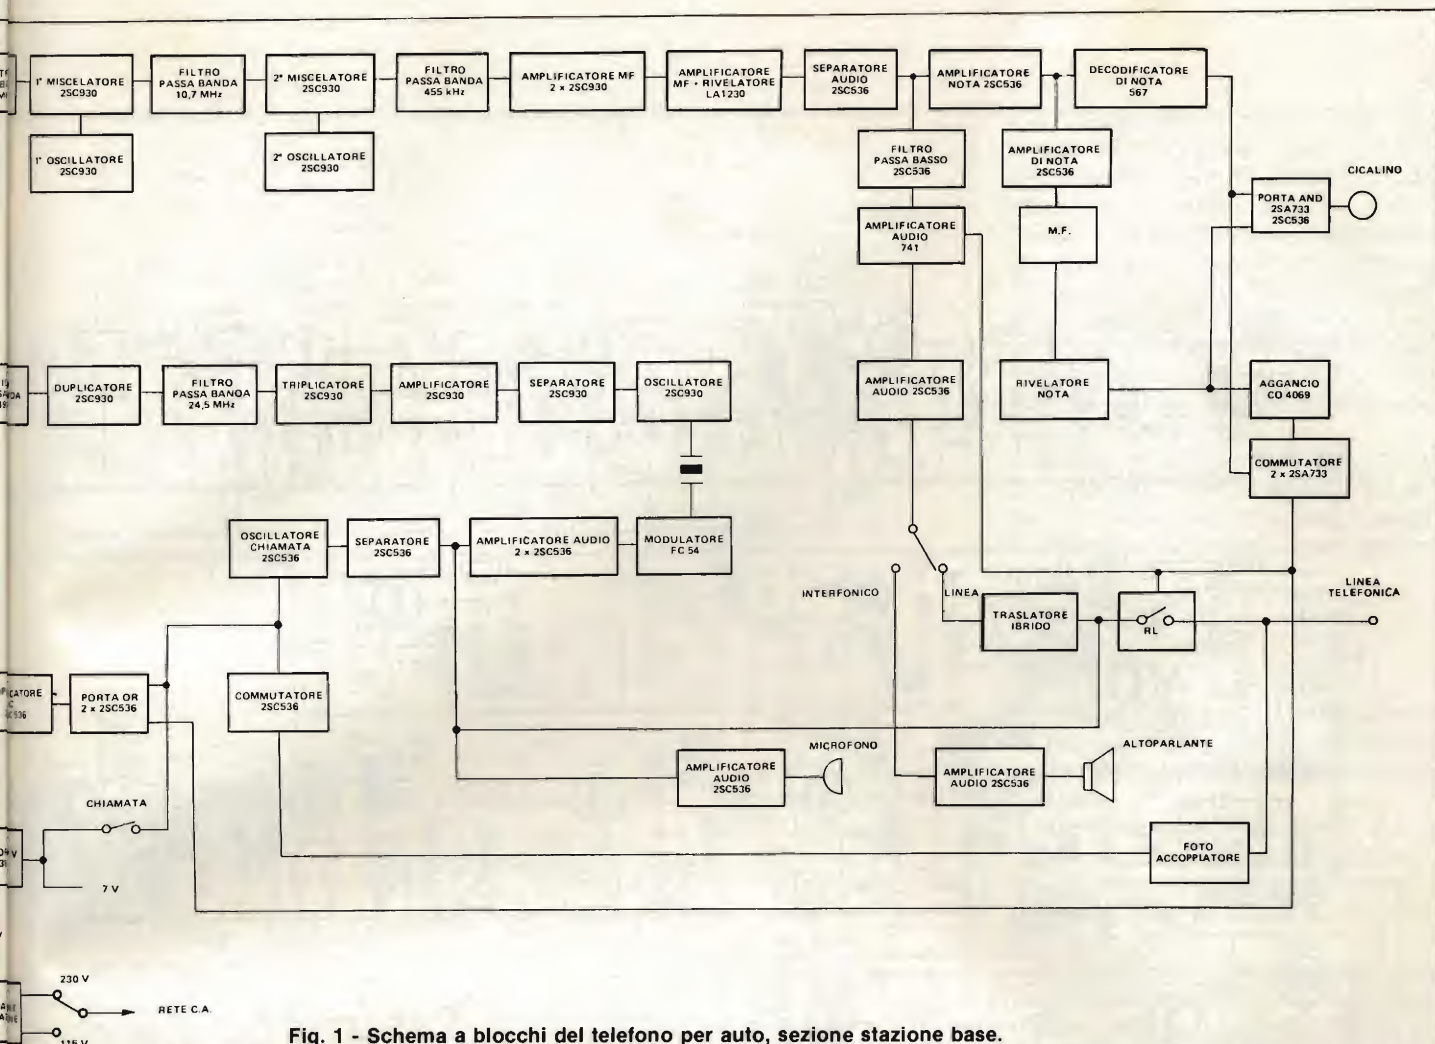 1° MISCELATORE
2SC930
FILTRO
PASSA BANDA
10,7 MHz
2° MISCELATORE
2SC930
FILTRO
PASSA BANDA
455 kHz
AMPLIFICATORE MF
2 x 2SC930
AMPLIFICATORE
MF + RIVELATORE
LA1230
SEPARATORE
AUDIO
2SC536
AMPLIFICATORE
NOTA 2SC536
DECODIFICATORE
DI NOTA
567
1° OSCILLATORE
2SC930
2° OSCILLATORE
2SC930
FILTRO
PASSA BASSO
2SC536
AMPLIFICATORE
DI NOTA
2SC536
CICALINO
PORTA AND
2SA733
2SC536
AMPLIFICATORE
AUDIO
741
M.F.
DUPLICATORE
2SC930
FILTRO
PASSA BANDA
24,5 MHz
TRIPLICATORE
2SC930
AMPLIFICATORE
2SC930
SEPARATORE
2SC930
OSCILLATORE
2SC930
AMPLIFICATORE
AUDIO 2SC536
RIVELATORE
NOTA
AGGANCIO
CO 4069
COMMUTATORE
2 x 2SA733
OSCILLATORE
CHIAMATA
2SC536
SEPARATORE
2SC536
AMPLIFICATORE AUDIO
2 x 2SC536
MODULATORE
FC 54
INTERFONICO
LINEA
TRASLATORE
IBRIDO
RL
LINEA
TELEFONICA
PORTA OR
2 x 2SC536
COMMUTATORE
2SC536
AMPLIFICATORE
AUDIO
2SC536
MICROFONO
AMPLIFICATORE
AUDIO 2SC536
ALTOPARLANTE
CHIAMATA
7 V
FOTO
ACCOPPIATORE
230 V
RETE C.A.
115 V
Fig. 1 - Schema a blocchi del telefono per auto, sezione stazione base.